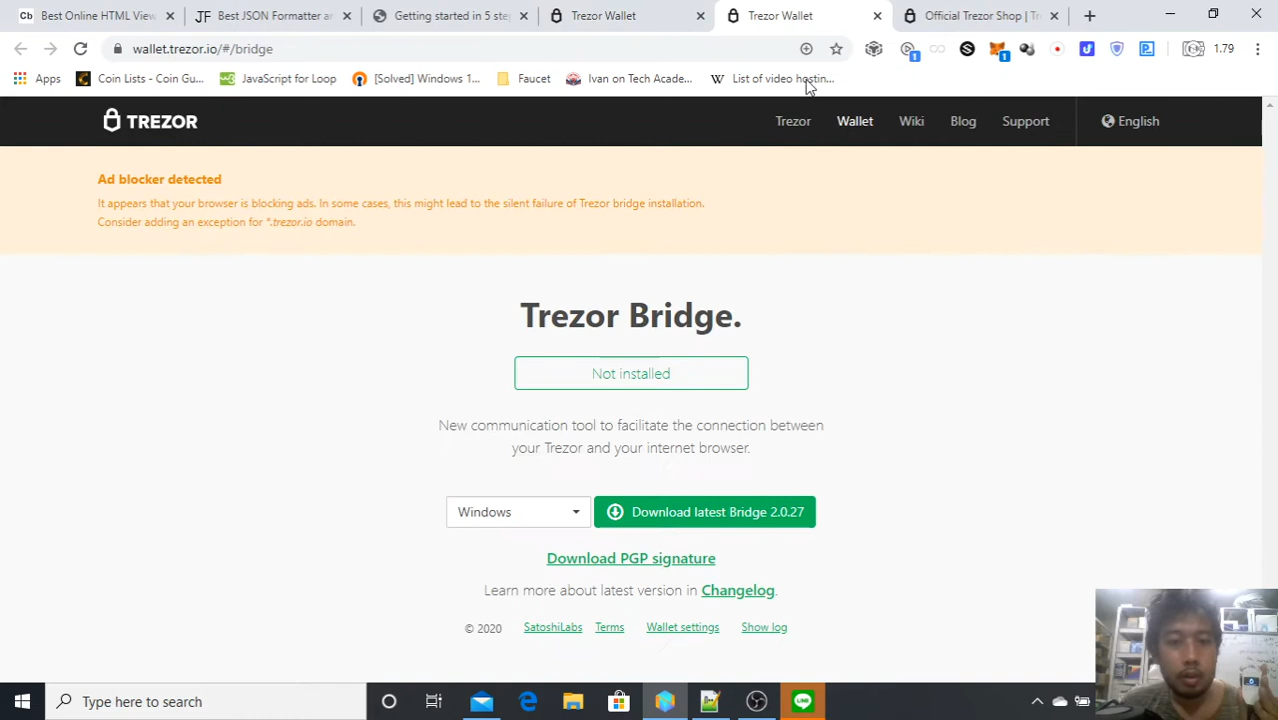 Cb Best Online HTML View
JF Best JSON Formatter ar
Getting started in 5 ste
Trezor Wallet
Trezor Wallet
Official Trezor Shop | Tr
wallet.trezor.io/#/bridge
1
1
1.79
Apps
Coin Lists - Coin Gu...
JavaScript for Loop
[Solved] Windows 1...
Faucet
Ivan on Tech Acade...
W List of video hostin...
TREZOR
Trezor
Wallet
Wiki
Blog
Support
English
Ad blocker detected
It appears that your browser is blocking ads. In some cases, this might lead to the silent failure of Trezor bridge installation.
Consider adding an exception for *.trezor.io domain.
Trezor Bridge.
Not installed
New communication tool to facilitate the connection between
your Trezor and your internet browser.
Windows
Download latest Bridge 2.0.27
Download PGP signature
Learn more about latest version in Changelog.
© 2020 SatoshiLabs Terms Wallet settings Show log
Type here to search
LINE